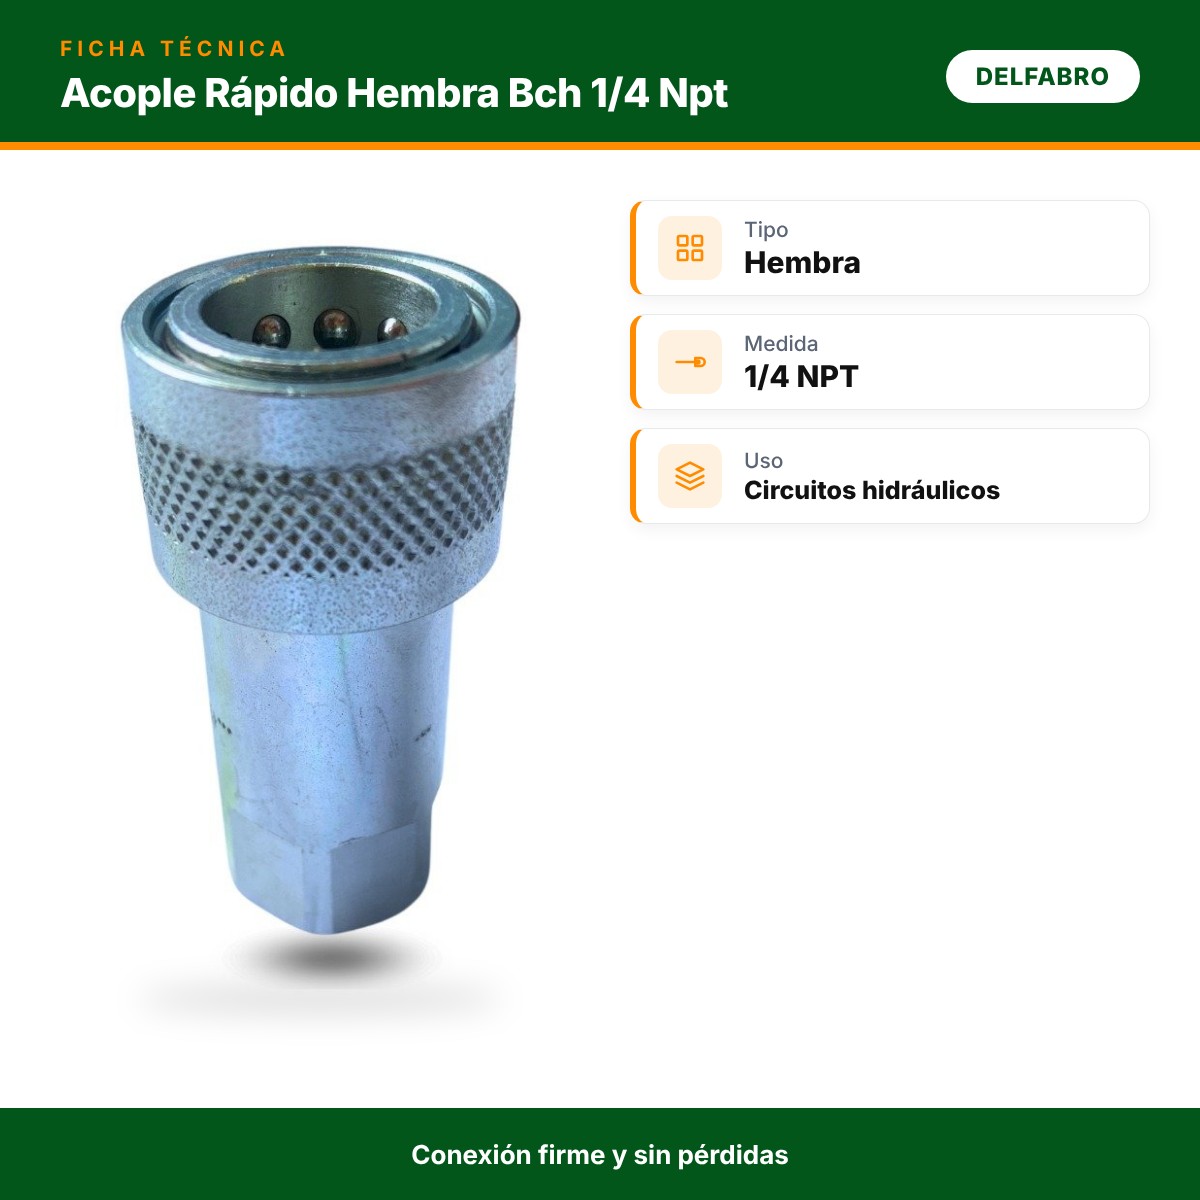 FICHA TÉCNICA
Acople Rápido Hembra Bch 1/4 Npt
DELFABRO
Tipo
Hembra
Medida
1/4 NPT
Uso
Circuitos hidráulicos
Conexión firme y sin pérdidas